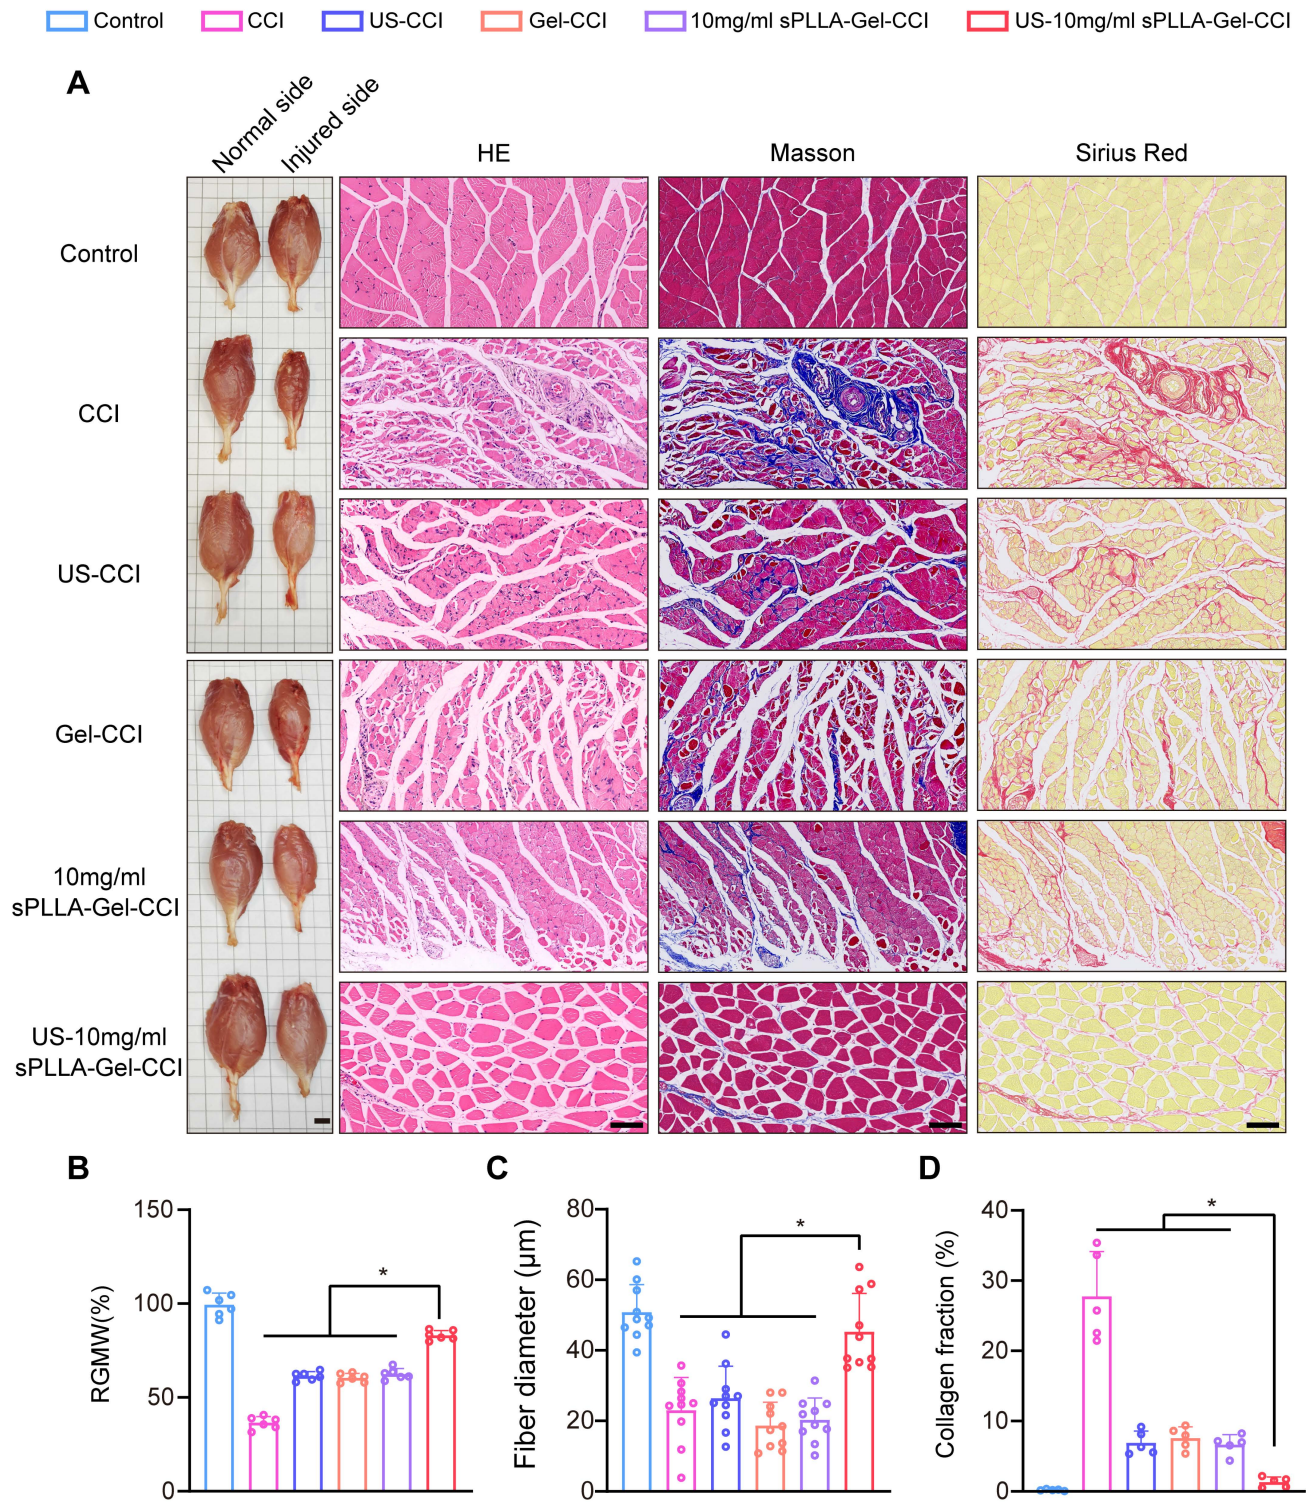 Control CCI US-CCI Gel-CCI 10mg/ml sPLLA-Gel-CCI US-10mg/ml sPLLA-Gel-CCI
A
Normal side Injured side
HE Masson Sirius Red
Control
CCI
US-CCI
Gel-CCI
10mg/ml
sPLLA-Gel-CCI
US-10mg/ml
sPLLA-Gel-CCI
B
RGMW(%)
150
100
50
0
*
C
Fiber diameter (μm)
80
60
40
20
0
*
D
Collagen fraction (%)
40
30
20
10
0
*